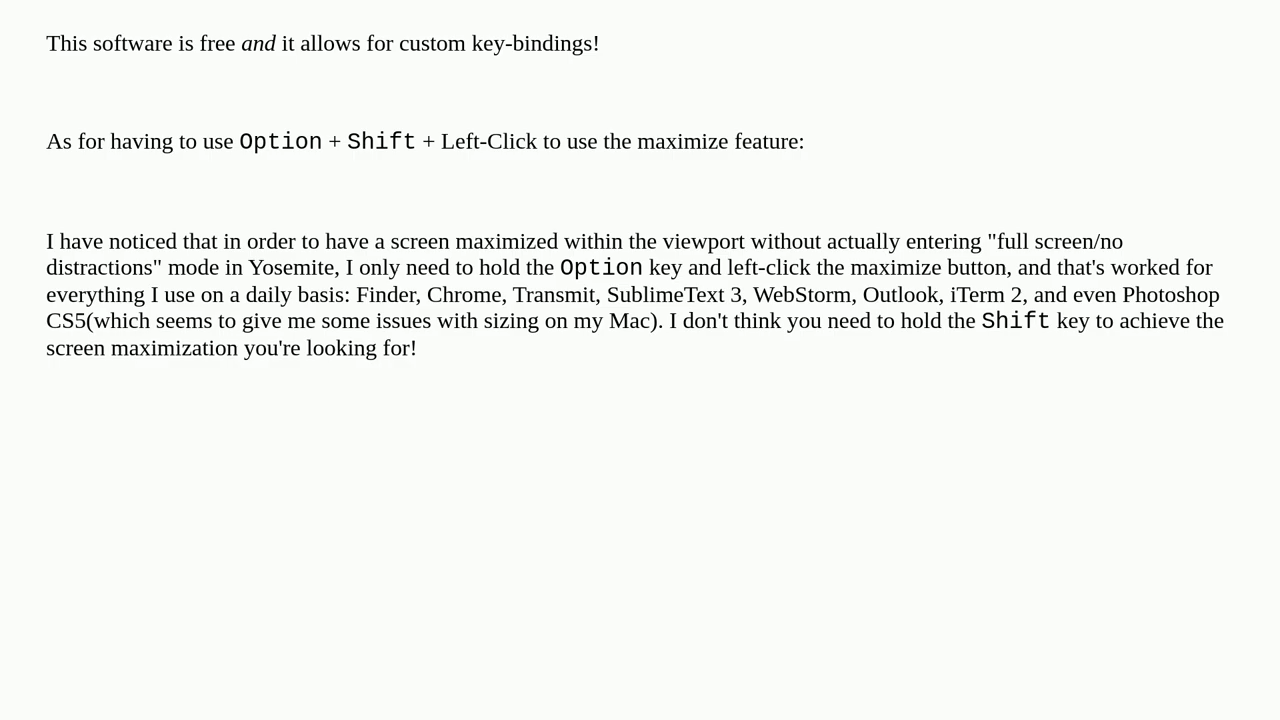 This software is free and it allows for custom key-bindings!
As for having to use Option + Shift + Left-Click to use the maximize feature:
I have noticed that in order to have a screen maximized within the viewport without actually entering "full screen/no
distractions" mode in Yosemite, I only need to hold the Option key and left-click the maximize button, and that's worked for
everything I use on a daily basis: Finder, Chrome, Transmit, SublimeText 3, WebStorm, Outlook, iTerm 2, and even Photoshop
CS5(which seems to give me some issues with sizing on my Mac). I don't think you need to hold the Shift key to achieve the
screen maximization you're looking for!